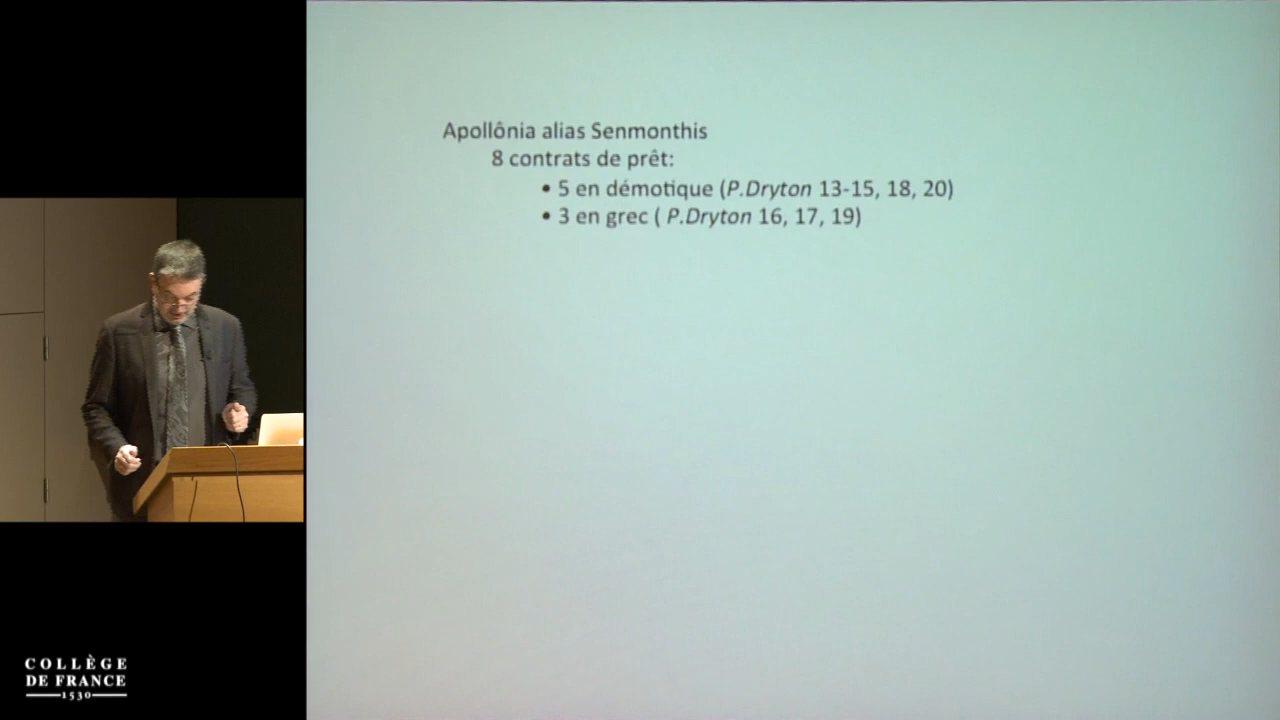 Apollônia alias Senmonthis
8 contrats de prêt:
• 5 en démotique (P.Dryton 13-15, 18, 20)
• 3 en grec ( P.Dryton 16, 17, 19)
COLLÈGE
DE FRANCE
1530